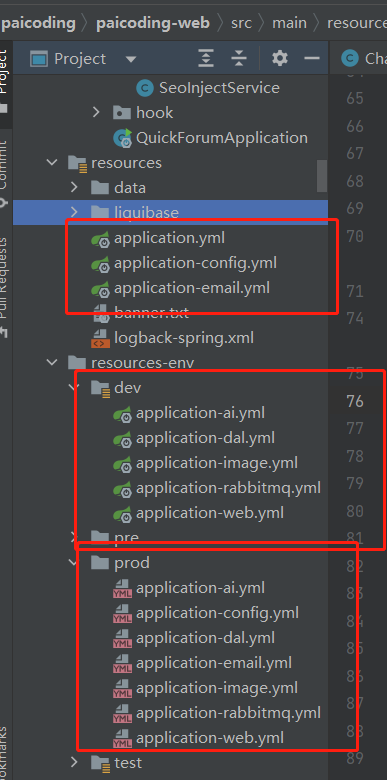 paicoding › paicoding-web › src › main › resource
Project
Project
Cha
SeoInjectService
hook
QuickForumApplication
resources
data
liquibase
application.yml
application-config.yml
application-email.yml
banner.txt
logback-spring.xml
resources-env
dev
application-ai.yml
application-dal.yml
application-image.yml
application-rabbitmq.yml
application-web.yml
pre
prod
application-ai.yml
application-config.yml
application-dal.yml
application-email.yml
application-image.yml
application-rabbitmq.yml
application-web.yml
test
Commit
Pull Requests
okmarks
65
66
67
68
69
70
71
74
75
76
77
78
79
80
81
82
83
84
85
86
87
88
89